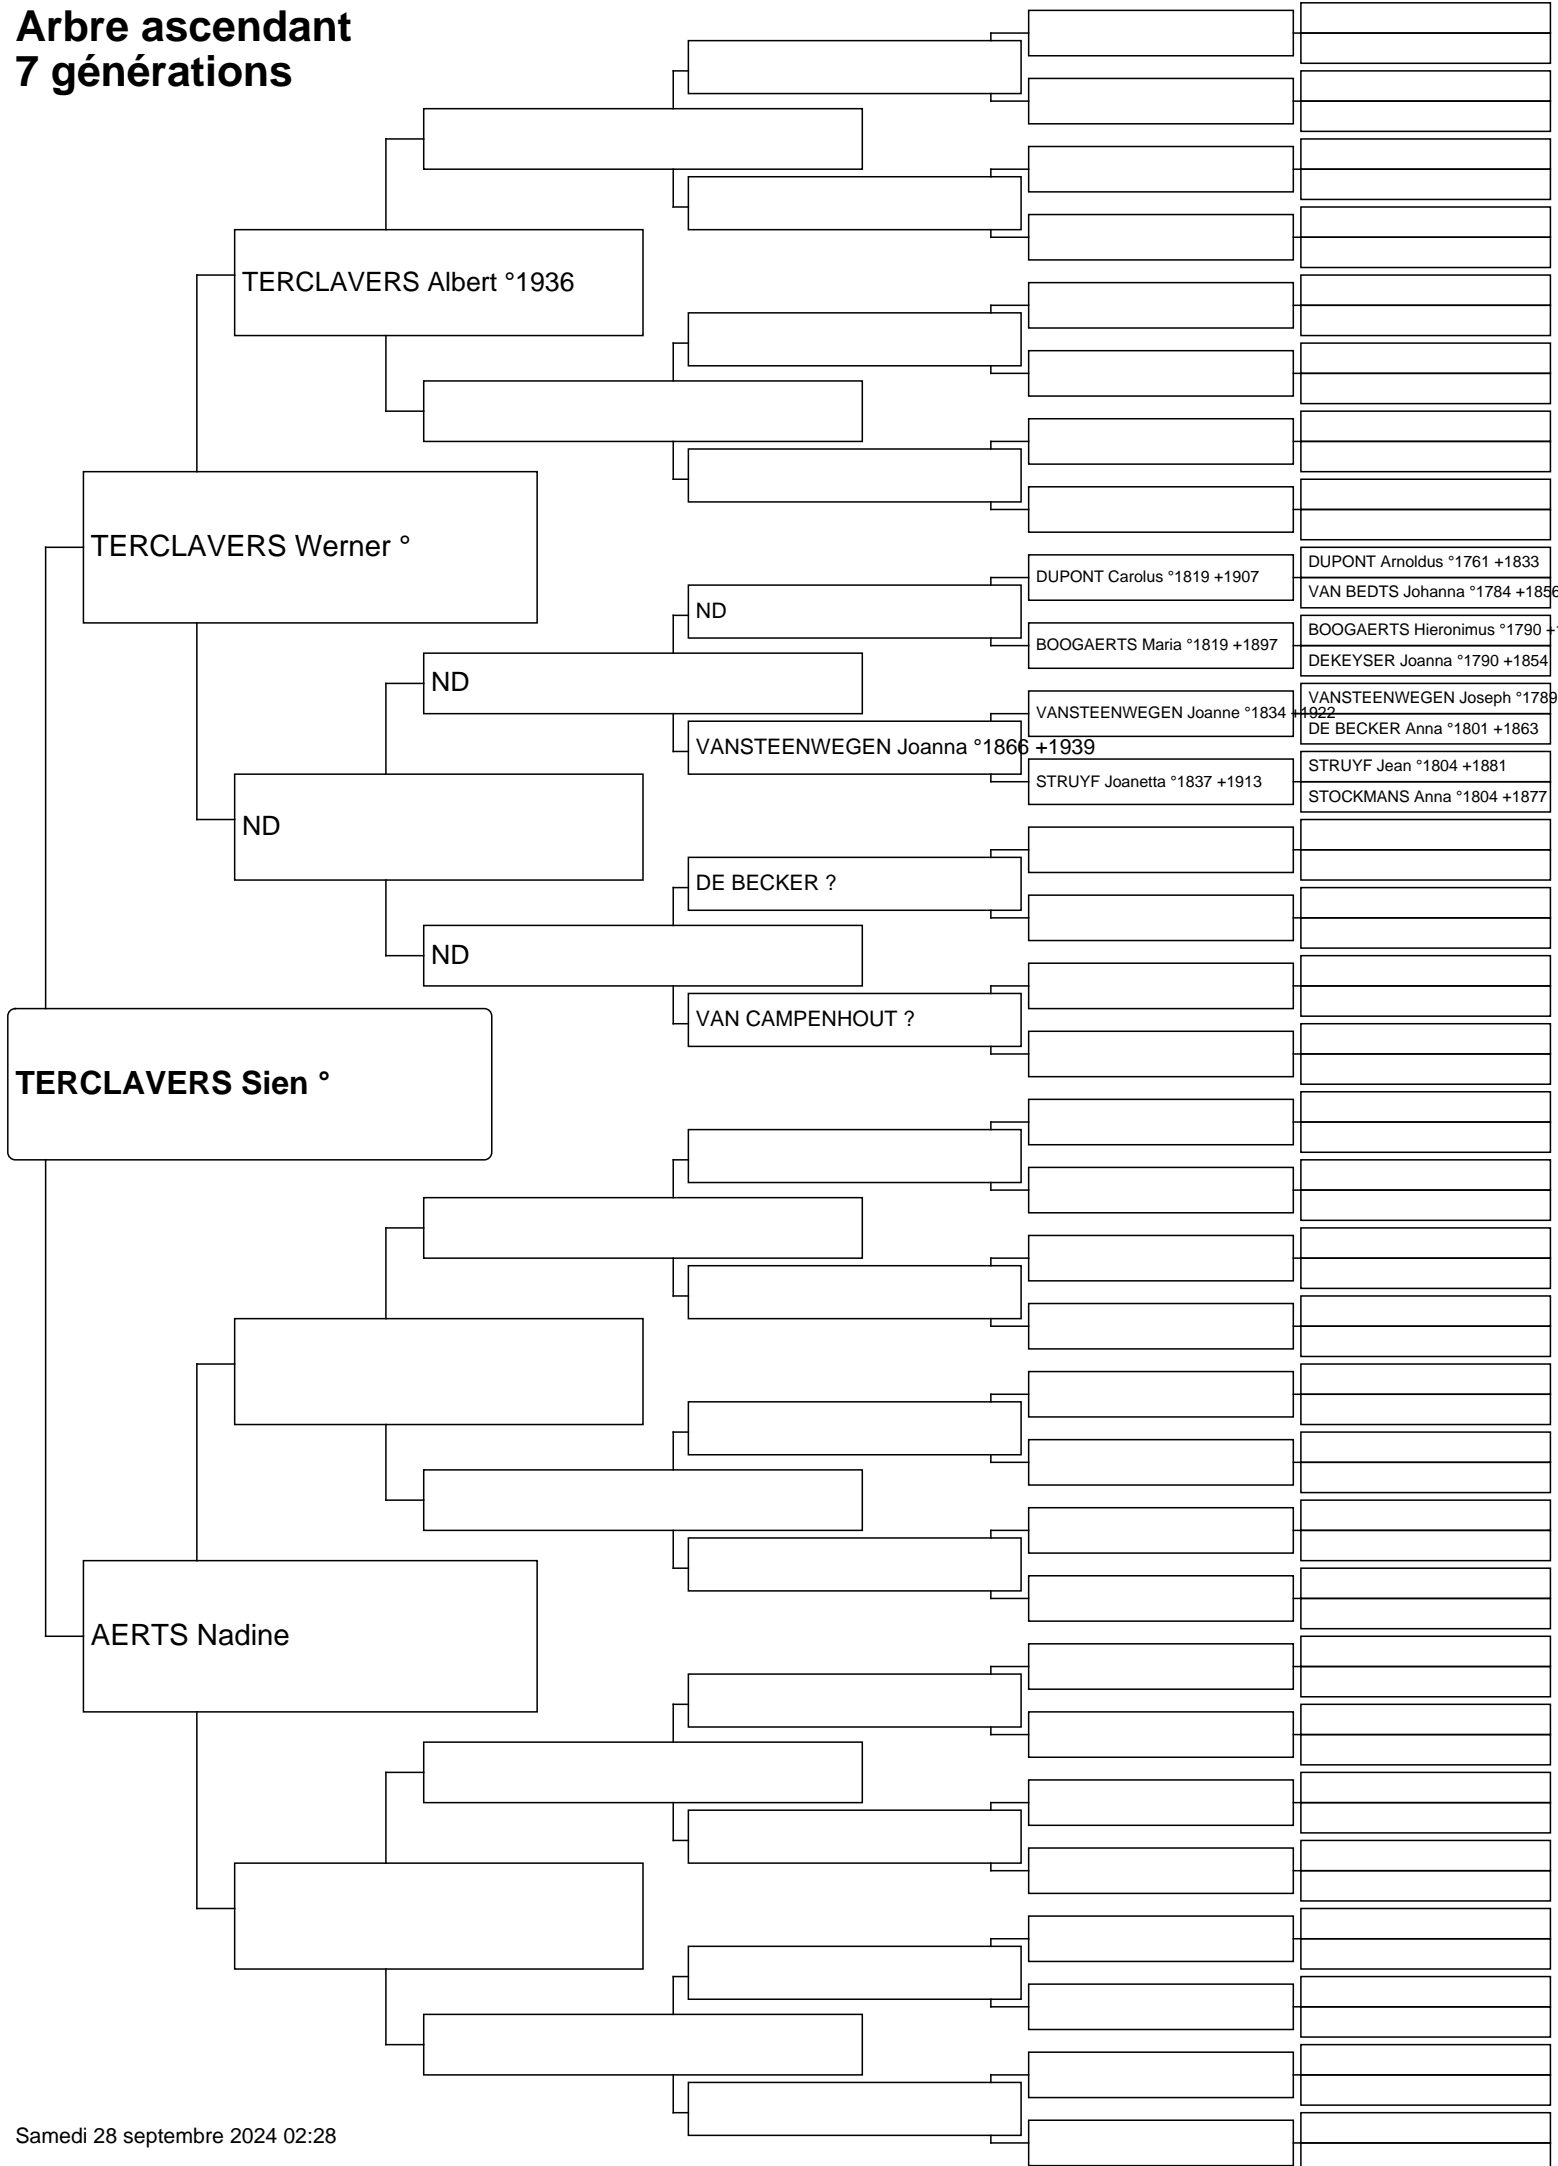 Arbre ascendant
7 générations
TERCLAVERS Albert °1936
TERCLAVERS Werner °
DUPONT Carolus °1819 +1907
DUPONT Arnoldus °1761 +1833
VAN BEDTS Johanna °1784 +1856
ND
BOOGAERTS Maria °1819 +1897
BOOGAERTS Hieronimus °1790 +
DEKEYSER Joanna °1790 +1854
ND
VANSTEENWEGEN Joanne °1834 +1922
VANSTEENWEGEN Joseph °1789
DE BECKER Anna °1801 +1863
VANSTEENWEGEN Joanna °1866 +1939
STRUYF Joanetta °1837 +1913
STRUYF Jean °1804 +1881
STOCKMANS Anna °1804 +1877
ND
DE BECKER ?
ND
VAN CAMPENHOUT ?
TERCLAVERS Sien °
AERTS Nadine
Samedi 28 septembre 2024 02:28